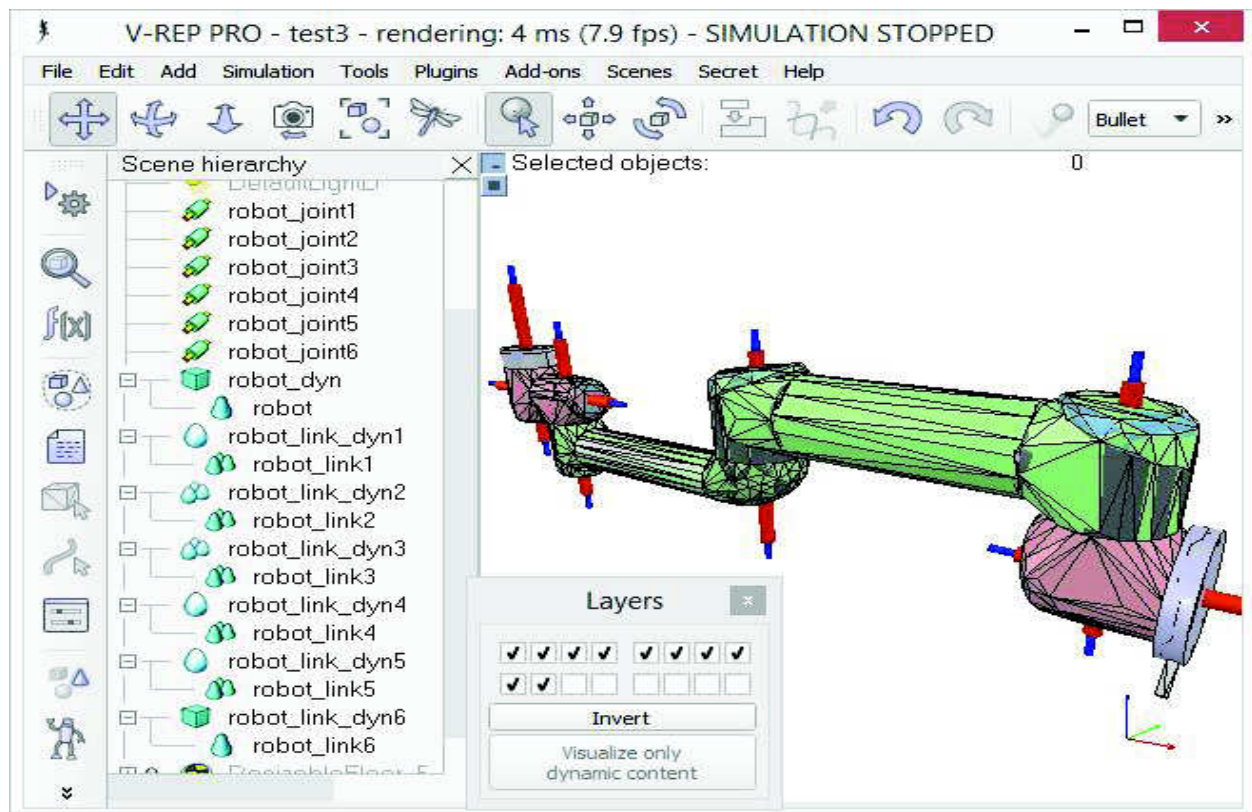 V-REP PRO - test3 - rendering: 4 ms (7.9 fps) - SIMULATION STOPPED
File Edit Add Simulation Tools Plugins Add-ons Scenes Secret Help
f(x)
Bullet »
Scene hierarchy
Selected objects: 0
robot_joint1
robot_joint2
robot_joint3
robot_joint4
robot_joint5
robot_joint6
robot_dyn
robot
robot_link_dyn1
robot_link1
robot_link_dyn2
robot_link2
robot_link_dyn3
robot_link3
robot_link_dyn4
robot_link4
robot_link_dyn5
robot_link5
robot_link_dyn6
robot_link6
Layers
Invert
Visualize only
dynamic content